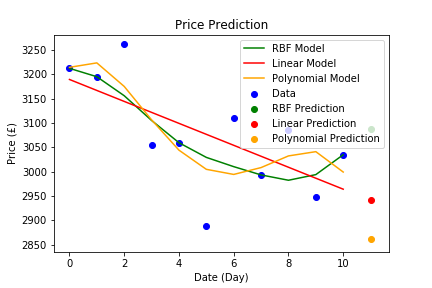 Price Prediction
RBF Model
Linear Model
Polynomial Model
Data
RBF Prediction
Linear Prediction
Polynomial Prediction
Price (£)
3250
3200
3150
3100
3050
3000
2950
2900
2850
0 2 4 6 8 10
Date (Day)